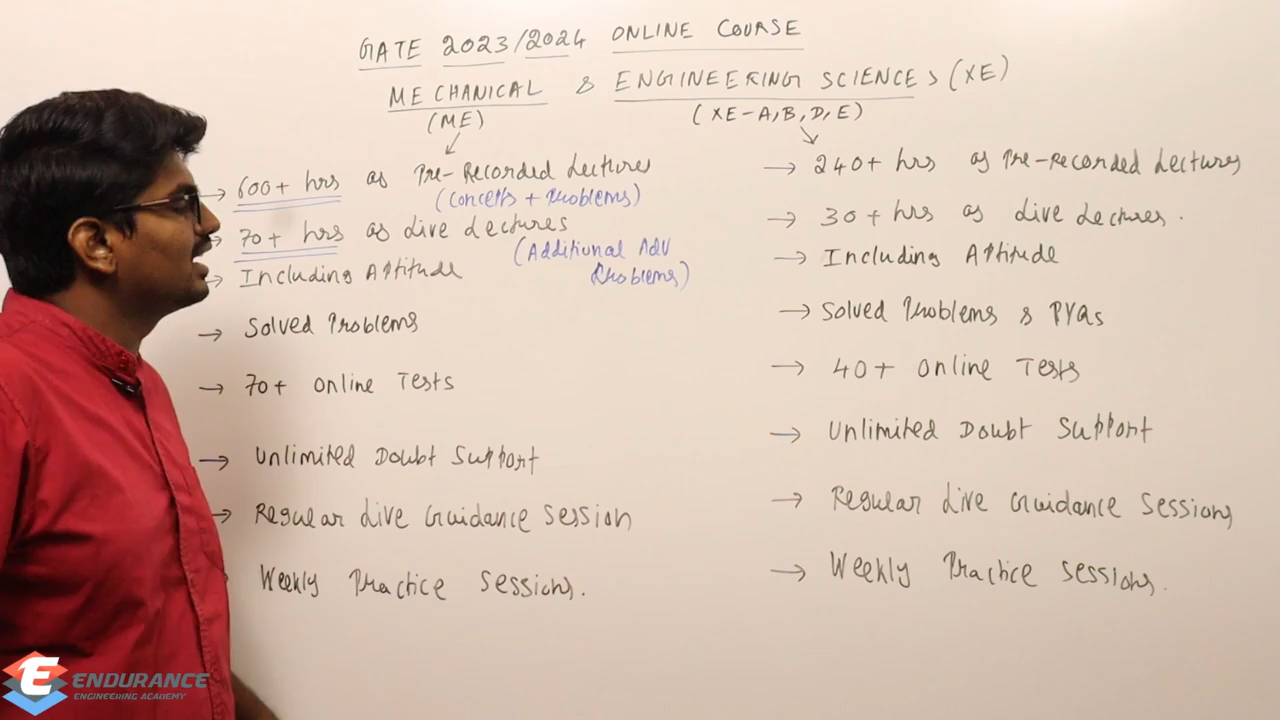 GATE 2023/2024 ONLINE COURSE
MECHANICAL & ENGINEERING SCIENCES (XE)
(ME)
(XE-A, B, D, E)
→ 600+ hrs as Pre-Recorded Lectures
(Concepts + Problems)
→ 70+ hrs as Live Lectures
(Additional Adv
Problems)
→ Including Aptitude
→ Solved Problems
→ 70+ Online Tests
→ Unlimited Doubt Support
→ Regular Live Guidance Session
Weekly Practice Sessions.
→ 240+ hrs as Pre-Recorded Lectures
→ 30+ hrs as Live Lectures.
→ Including Aptitude
→ Solved Problems & PYQs
→ 40+ Online Tests
→ Unlimited Doubt Support
→ Regular Live Guidance Sessions
→ Weekly Practice Sessions.
E ENDURANCE
ENGINEERING ACADEMY